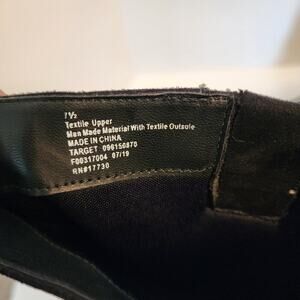 7½
Textile Upper
Man Made Material With Textile Outsole
MADE IN CHINA
TARGET 096150870
F00317004 07/19
RN#17730